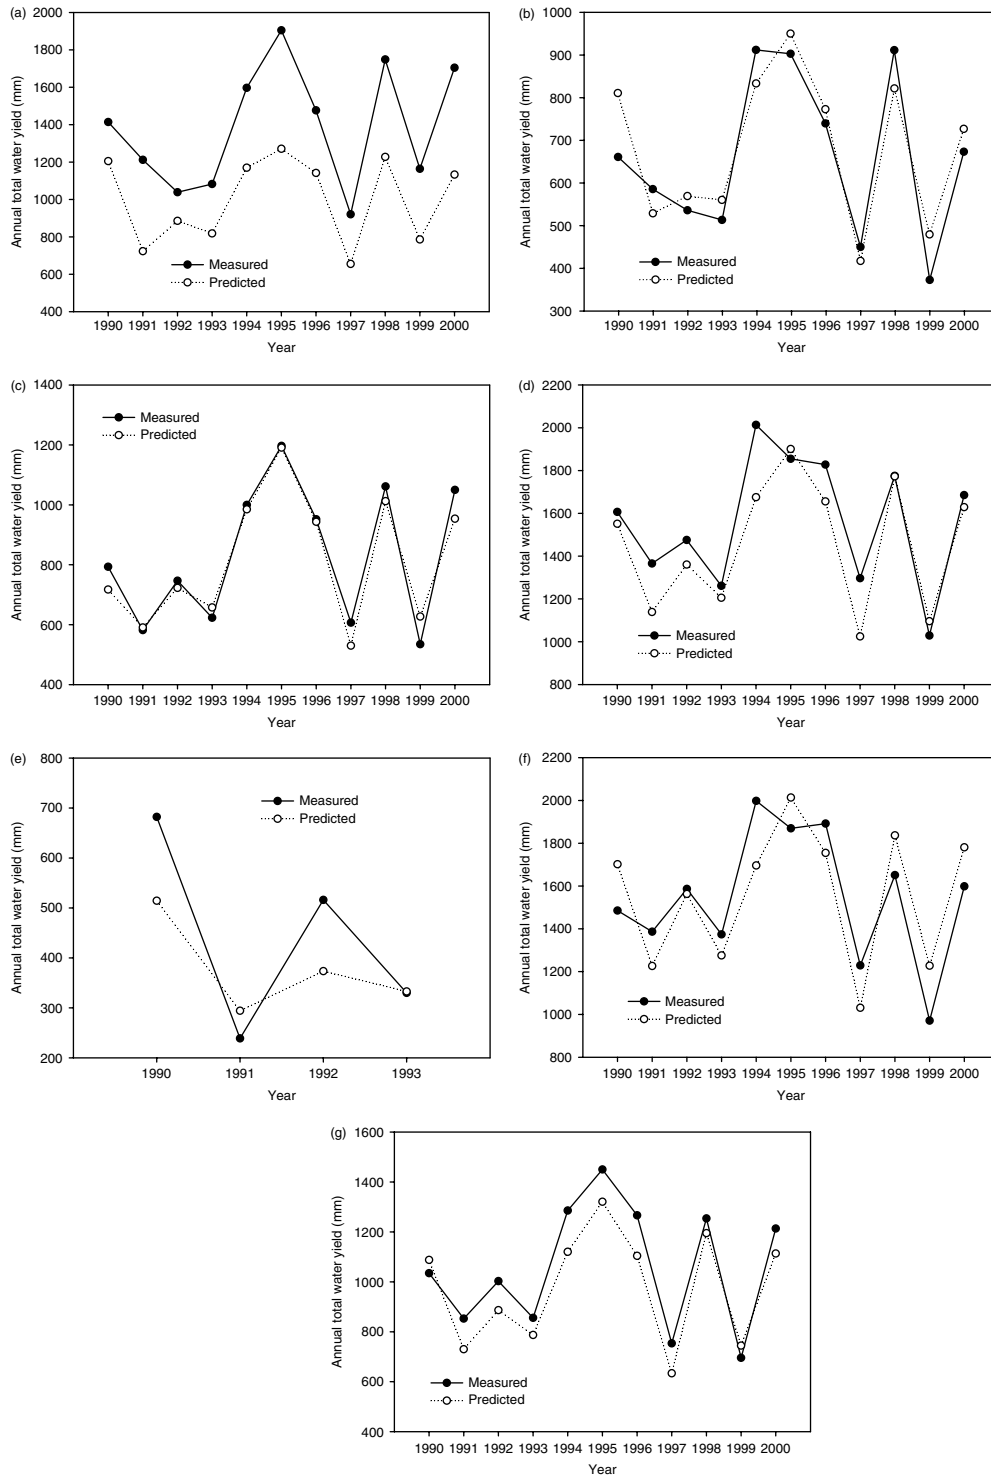 (a)
2000
1800
1600
1400
1200
1000
800
600
400
Annual total water yield (mm)
Measured
Predicted
1990 1991 1992 1993 1994 1995 1996 1997 1998 1999 2000
Year
(b)
1000
900
800
700
600
500
400
300
Annual total water yield (mm)
Measured
Predicted
1990 1991 1992 1993 1994 1995 1996 1997 1998 1999 2000
Year
(c)
1400
1200
1000
800
600
400
Annual total water yield (mm)
Measured
Predicted
1990 1991 1992 1993 1994 1995 1996 1997 1998 1999 2000
Year
(d)
2200
2000
1800
1600
1400
1200
1000
800
Annual total water yield (mm)
Measured
Predicted
1990 1991 1992 1993 1994 1995 1996 1997 1998 1999 2000
Year
(e)
800
700
600
500
400
300
200
Annual total water yield (mm)
Measured
Predicted
1990 1991 1992 1993
Year
(f)
2200
2000
1800
1600
1400
1200
1000
800
Annual total water yield (mm)
Measured
Predicted
1990 1991 1992 1993 1994 1995 1996 1997 1998 1999 2000
Year
(g)
1600
1400
1200
1000
800
600
400
Annual total water yield (mm)
Measured
Predicted
1990 1991 1992 1993 1994 1995 1996 1997 1998 1999 2000
Year